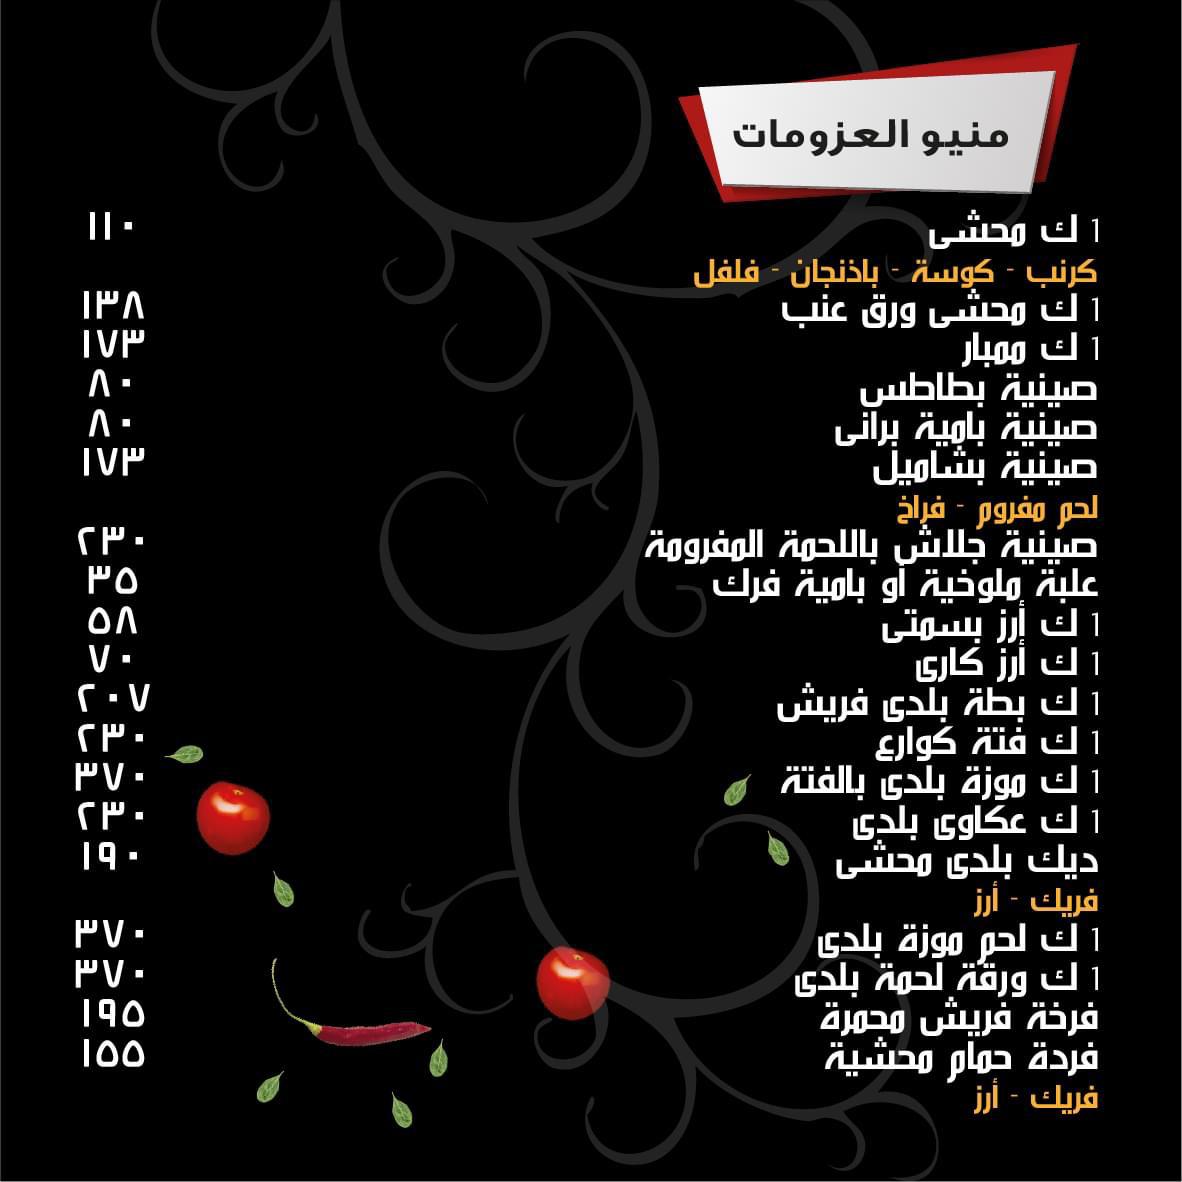 منيو العزومات
1 ك محشى ١١٠
كرنب - كوسة - باذنجان - فلفل
1 ك محشى ورق عنب ١٣٨
1 ك ممبار ١٧٣
صينية بطاطس ٨٠
صينية بامية برانى ٨٠
صينية بشاميل ١٧٣
لحم مفروم - فراخ
صينية جلاش باللحمة المفرومة ٢٣٠
علبة ملوخية أو بامية فرك ٣٥
1 ك أرز بسمتى ٥٨
1 ك أرز كارى ٧٠
1 ك بطة بلدى فريش ٢٠٧
1 ك فتة كوارع ٢٣٠
1 ك موزة بلدى بالفتة ٣٧٠
1 ك عكاوى بلدى ٢٣٠
ديك بلدى محشى ١٩٠
فريك - أرز
1 ك لحم موزة بلدى ٣٧٠
1 ك ورقة لحمة بلدى ٣٧٠
فرخة فريش محمرة ١٩٥
فردة حمام محشية ١٥٥
فريك - أرز